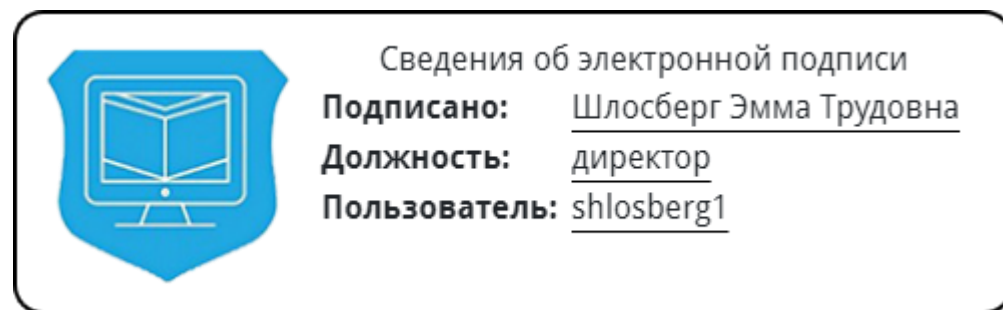 Сведения об электронной подписи
Подписано: Шлосберг Эмма Трудовна
Должность: директор
Пользователь: shlosberg1